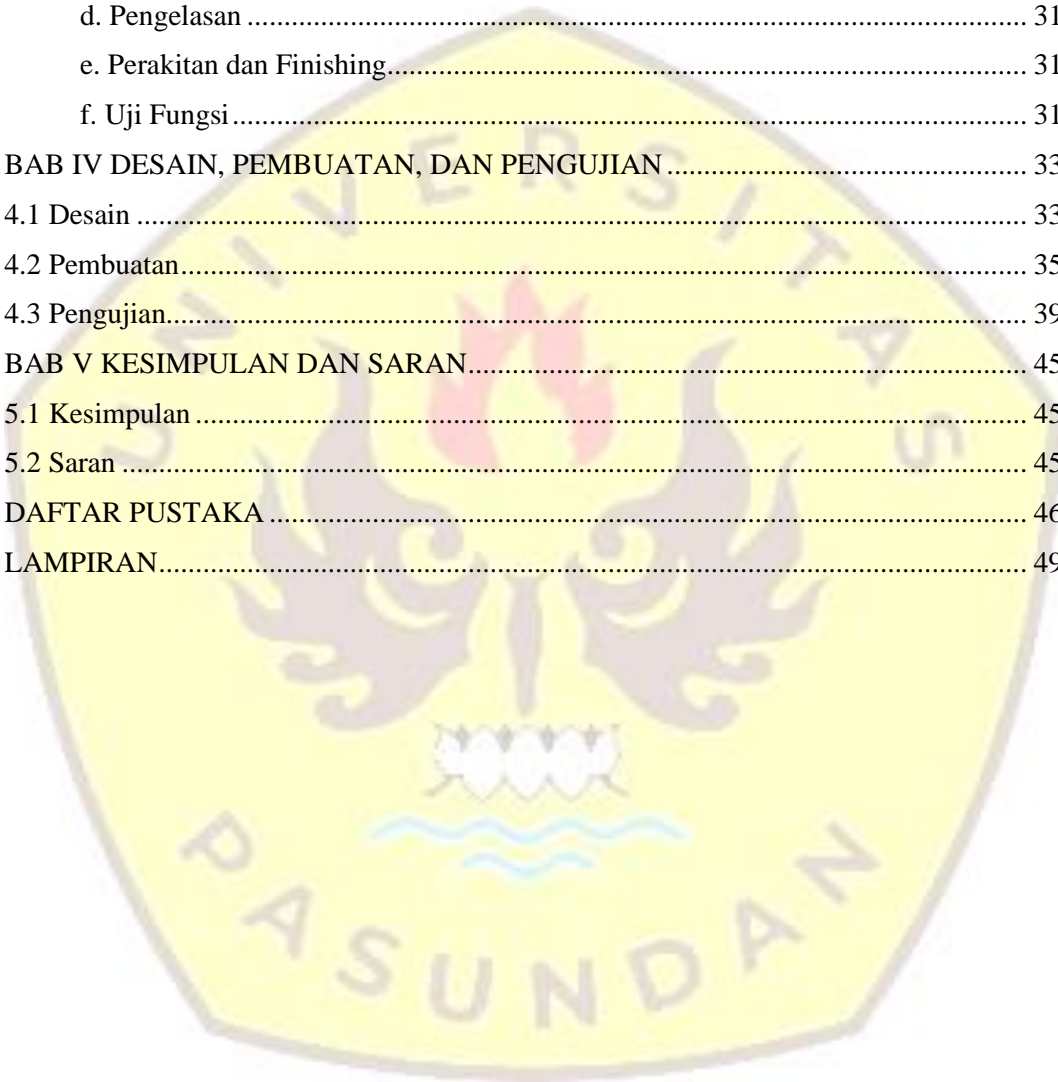 d. Pengelasan ........ 31
e. Perakitan dan Finishing ........ 31
f. Uji Fungsi ........ 31
BAB IV DESAIN, PEMBUATAN, DAN PENGUJIAN ........ 33
4.1 Desain ........ 33
4.2 Pembuatan ........ 35
4.3 Pengujian ........ 39
BAB V KESIMPULAN DAN SARAN ........ 45
5.1 Kesimpulan ........ 45
5.2 Saran ........ 45
DAFTAR PUSTAKA ........ 46
LAMPIRAN ........ 49
UNIVERSITAS
PASUNDAN